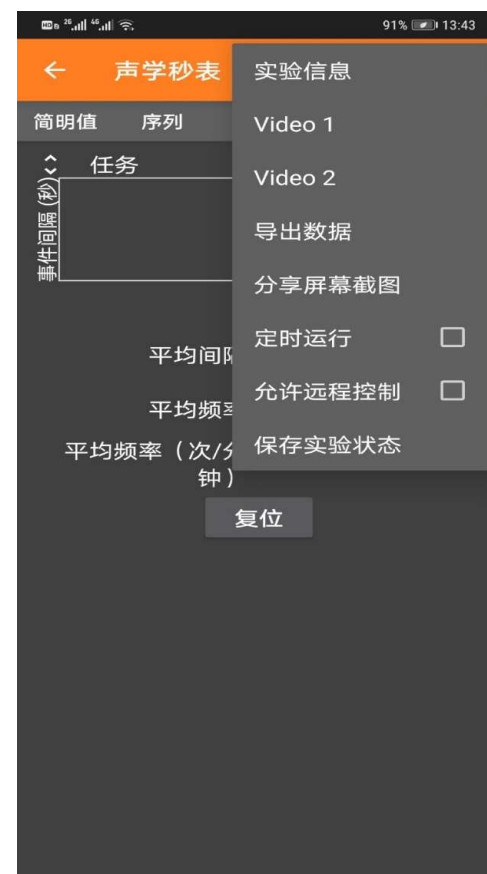 91% 13:43
声学秒表
实验信息
简明值 序列
Video 1
任务
Video 2
事件间隔 (秒)
导出数据
分享屏幕截图
定时运行
平均间隔
允许远程控制
平均频率
保存实验状态
平均频率（次/分
钟）
复位